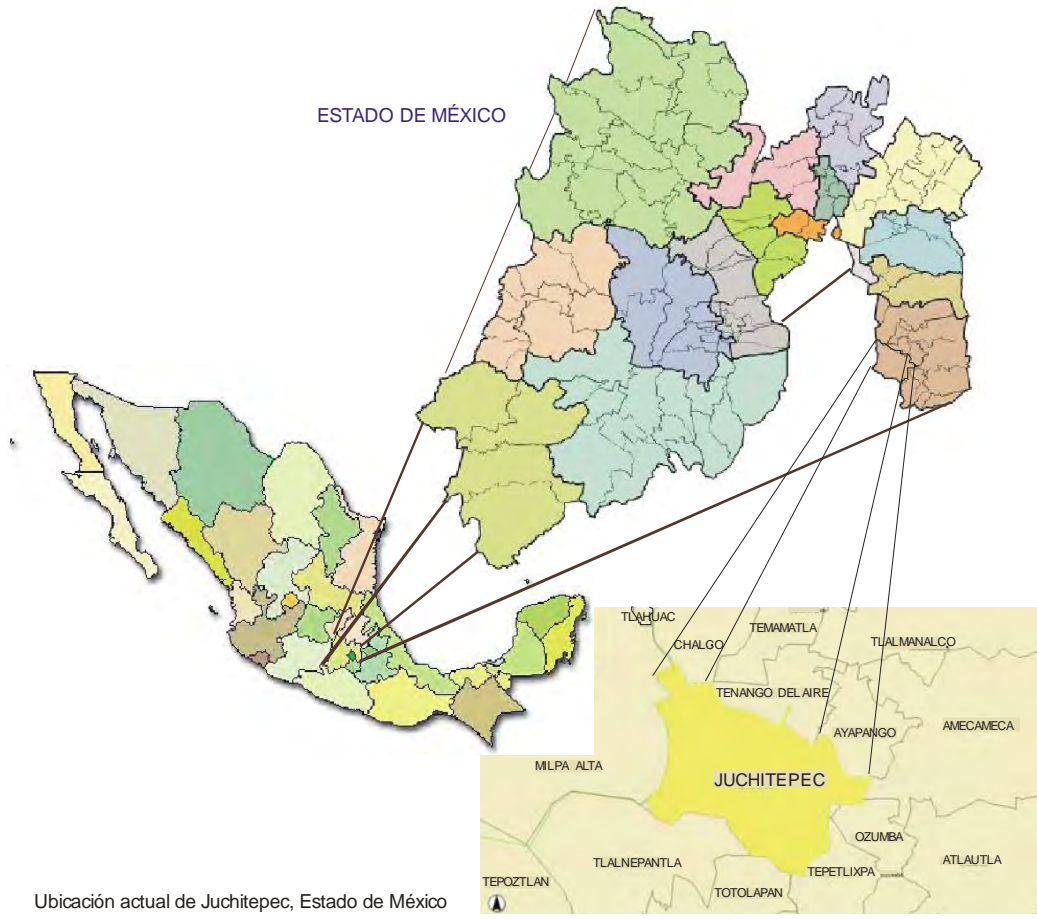 ESTADO DE MÉXICO
TLAHUAC
CHALGO
TEMAMATLA
TLALMANALCO
TENANGO DEL AIRE
AYAPANGO
AMECAMECA
MILPA ALTA
JUCHITEPEC
OZUMBA
TLALNEPANTLA
ATLAUTLA
TEPETLIXPA
TEPOZTLAN
TOTOLAPAN
Ubicación actual de Juchitepec, Estado de México